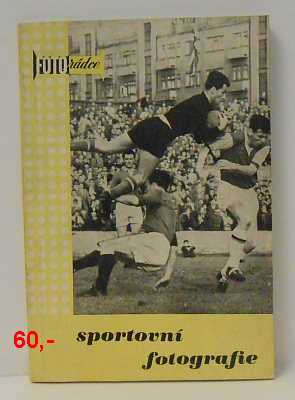 FOTO rádce
60,-
sportovní
fotografie